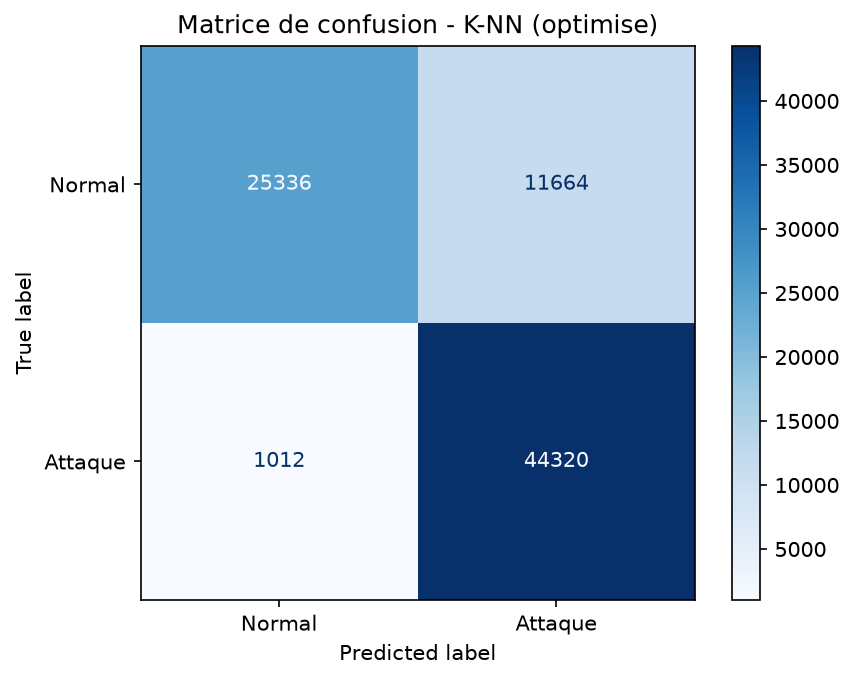 Matrice de confusion - K-NN (optimise)
Normal
25336
11664
Attaque
1012
44320
Normal
Attaque
True label
Predicted label
40000
35000
30000
25000
20000
15000
10000
5000